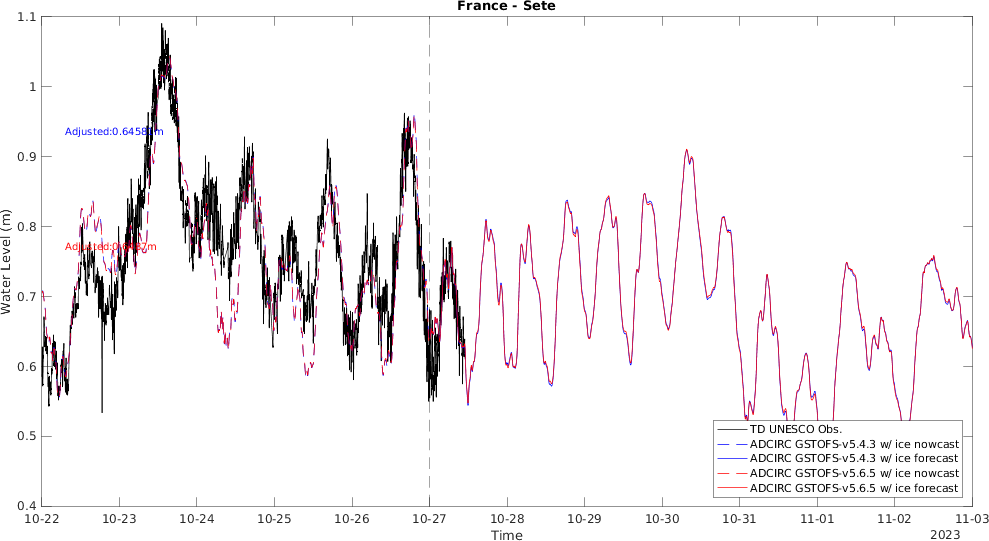 France - Sete
1.1
1
0.9
0.8
0.7
0.6
0.5
0.4
Water Level (m)
Adjusted:0.64581m
TD UNESCO Obs.
ADCIRC GSTOFS-v5.4.3 w/ ice nowcast
ADCIRC GSTOFS-v5.4.3 w/ ice forecast
ADCIRC GSTOFS-v5.6.5 w/ ice nowcast
ADCIRC GSTOFS-v5.6.5 w/ ice forecast
10-22 10-23 10-24 10-25 10-26 10-27 10-28 10-29 10-30 10-31 11-01 11-02 11-03
Time
2023